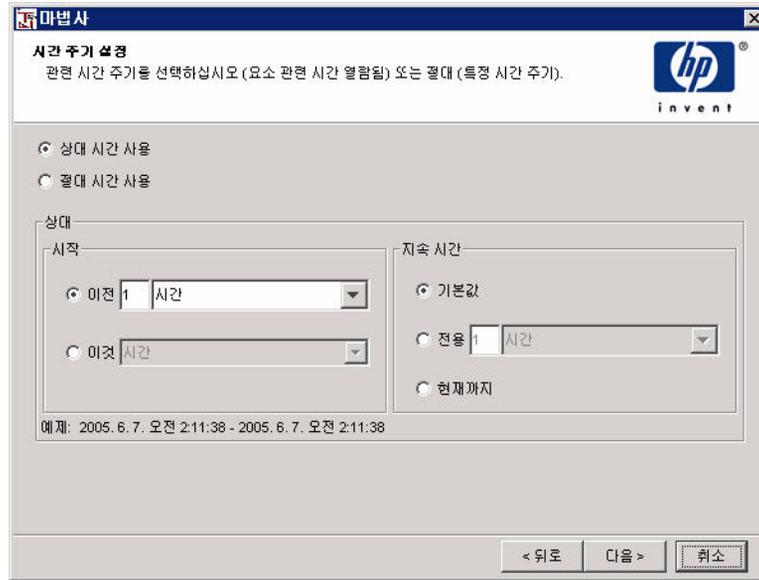 마법사
시간 주기 설정
관련 시간 주기를 선택하십시오 (요소 관련 시간 열함됨) 또는 절대 (특정 시간 주기).
hp
®
invent
상대 시간 사용
절대 시간 사용
상대
시작
이전 1 시간
이것 시간
지속 시간
기본값
전용 1 시간
현재까지
예제: 2005. 6. 7. 오전 2:11:38 - 2005. 6. 7. 오전 2:11:38
< 뒤로
다음 >
취소